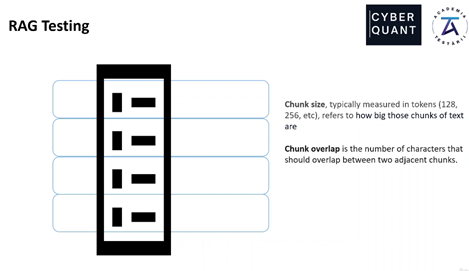 RAG Testing
CYBER
QUANT
ACADEMIA
TESTĂRII
Chunk size, typically measured in tokens (128,
256, etc), refers to how big those chunks of text
are
Chunk overlap is the number of characters that
should overlap between two adjacent chunks.